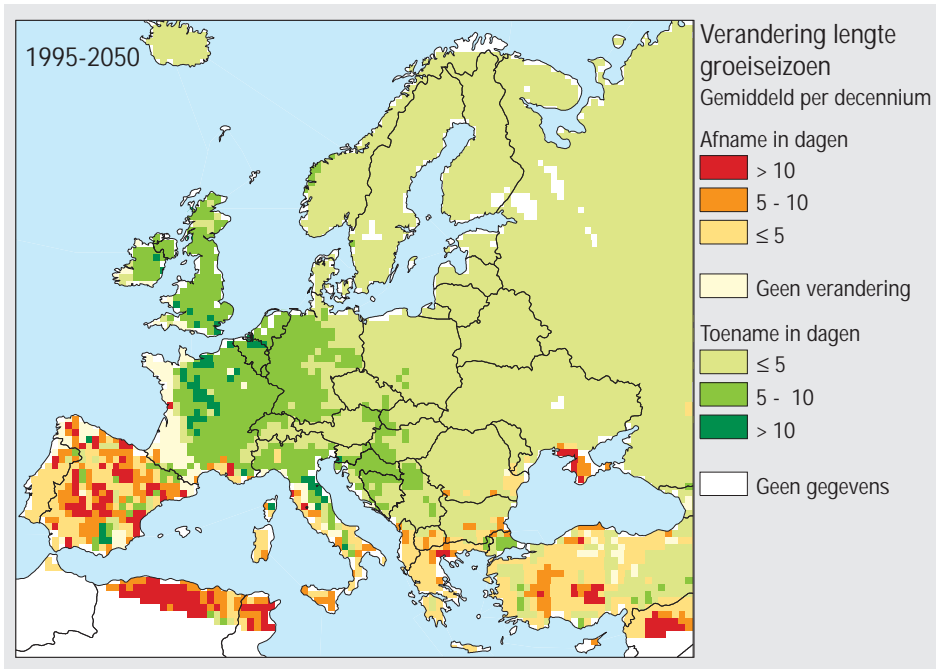 1995-2050
Verandering lengte
groeiseizoen
Gemiddeld per decennium
Afname in dagen
> 10
5 - 10
≤ 5
Geen verandering
Toename in dagen
≤ 5
5 - 10
> 10
Geen gegevens